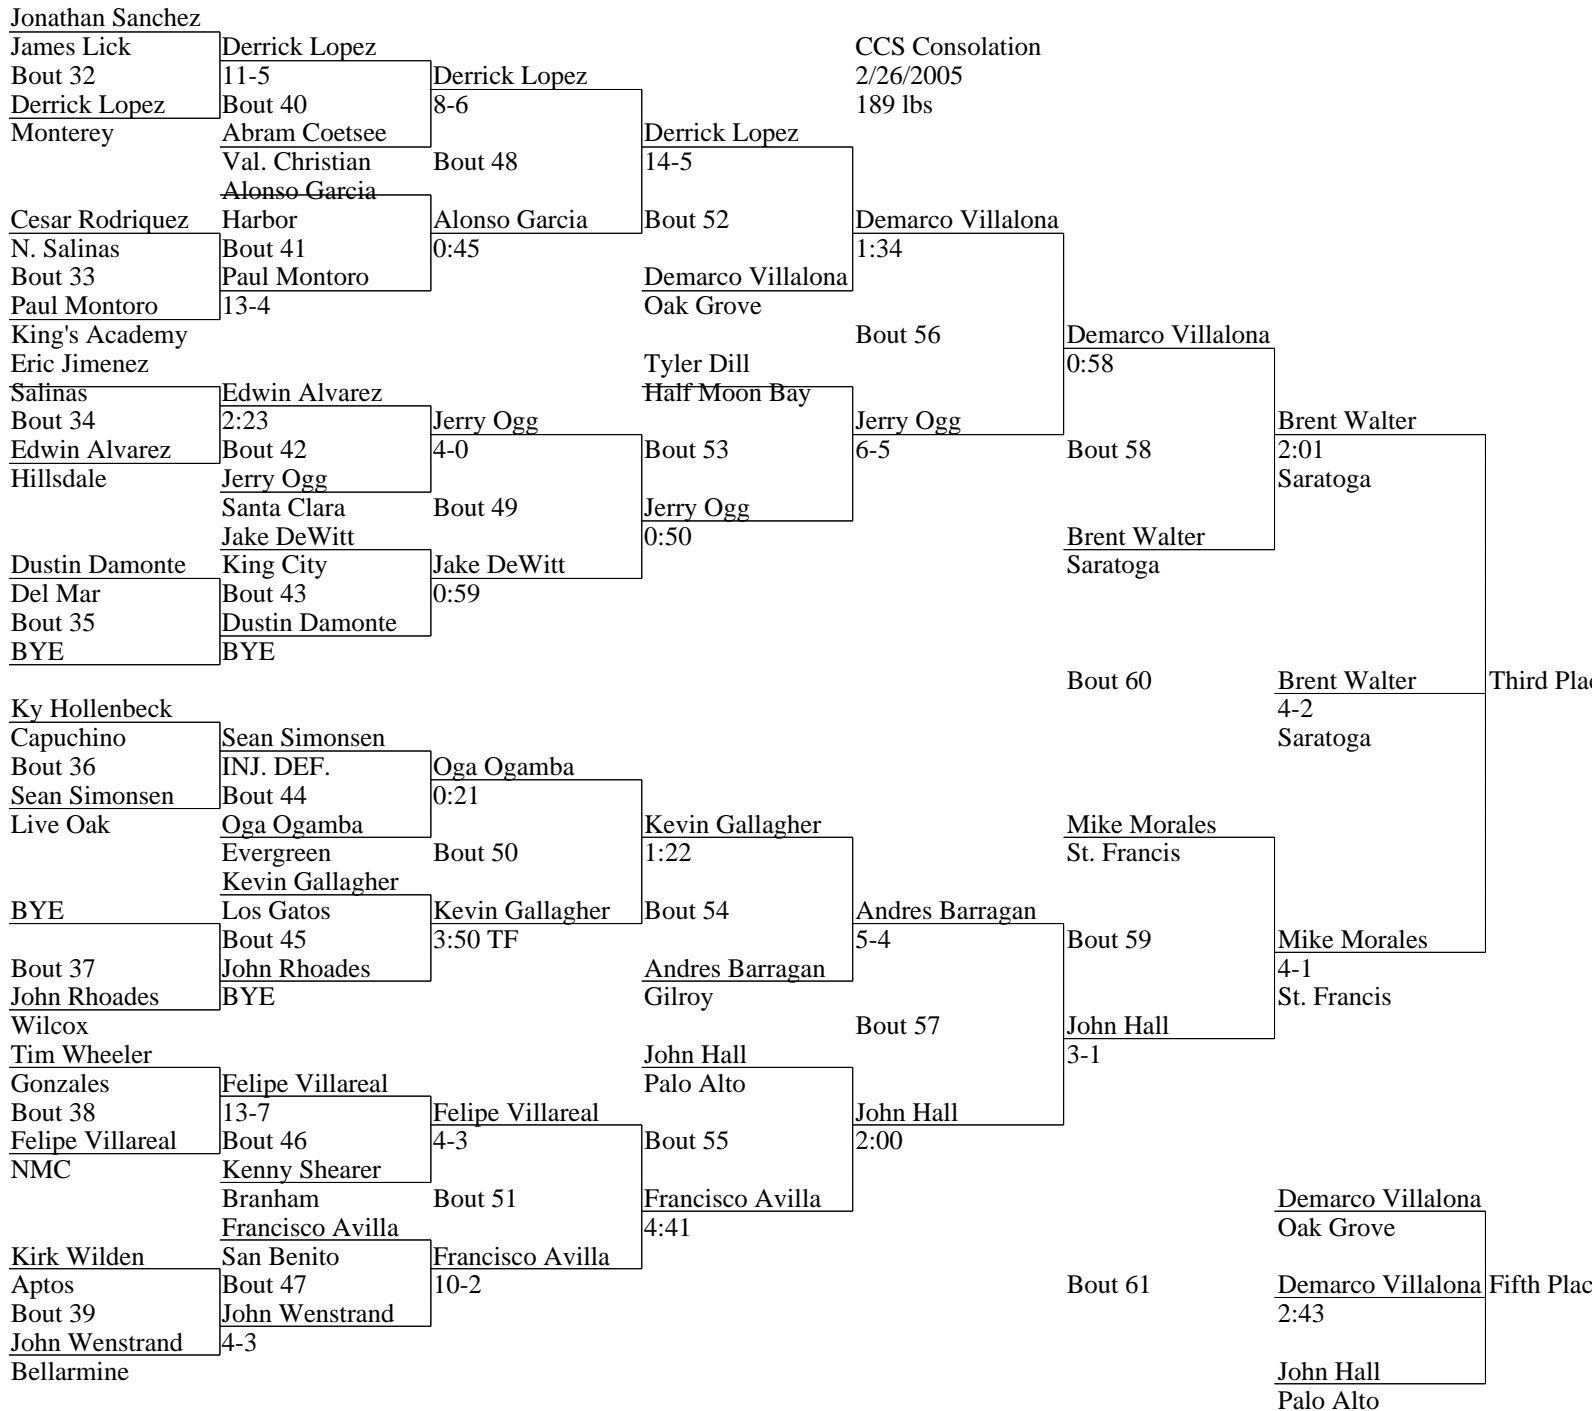 Jonathan Sanchez
James Lick
Bout 32
Derrick Lopez
Monterey
Cesar Rodriquez
N. Salinas
Bout 33
Paul Montoro
King's Academy
Eric Jimenez
Salinas
Bout 34
Edwin Alvarez
Hillsdale
Dustin Damonte
Del Mar
Bout 35
BYE
Ky Hollenbeck
Capuchino
Bout 36
Sean Simonsen
Live Oak
BYE
Bout 37
John Rhoades
Wilcox
Tim Wheeler
Gonzales
Bout 38
Felipe Villareal
NMC
Kirk Wilden
Aptos
Bout 39
John Wenstrand
Bellarmine
Derrick Lopez
11-5
Bout 40
Abram Coetsee
Val. Christian
Alonso Garcia
Harbor
Bout 41
Paul Montoro
13-4
Edwin Alvarez
2:23
Bout 42
Jerry Ogg
Santa Clara
Jake DeWitt
King City
Bout 43
Dustin Damonte
BYE
Sean Simonsen
INJ. DEF.
Bout 44
Oga Ogamba
Evergreen
Kevin Gallagher
Los Gatos
Bout 45
John Rhoades
BYE
Felipe Villareal
13-7
Bout 46
Kenny Shearer
Branham
Francisco Avilla
San Benito
Bout 47
John Wenstrand
4-3
Derrick Lopez
8-6
Bout 48
Alonso Garcia
0:45
Jerry Ogg
4-0
Bout 49
Jake DeWitt
0:59
Oga Ogamba
0:21
Bout 50
Kevin Gallagher
3:50 TF
Felipe Villareal
4-3
Bout 51
Francisco Avilla
10-2
Derrick Lopez
14-5
Bout 52
Demarco Villalona
Oak Grove
Tyler Dill
Half Moon Bay
Bout 53
Jerry Ogg
0:50
Kevin Gallagher
1:22
Bout 54
Andres Barragan
Gilroy
John Hall
Palo Alto
Bout 55
Francisco Avilla
4:41
CCS Consolation
2/26/2005
189 lbs
Demarco Villalona
1:34
Bout 56
Jerry Ogg
6-5
Andres Barragan
5-4
Bout 57
John Hall
2:00
Demarco Villalona
0:58
Bout 58
Brent Walter
Saratoga
Bout 60
Mike Morales
St. Francis
Bout 59
John Hall
3-1
Bout 61
Brent Walter
2:01
Saratoga
Brent Walter
4-2
Saratoga
Mike Morales
4-1
St. Francis
Demarco Villalona
Oak Grove
Demarco Villalona
2:43
John Hall
Palo Alto
Third Plac
Fifth Plac